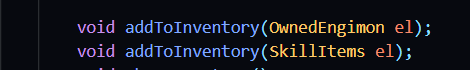 void addToInventory(OwnedEngimon el);
void addToInventory(SkillItems el);